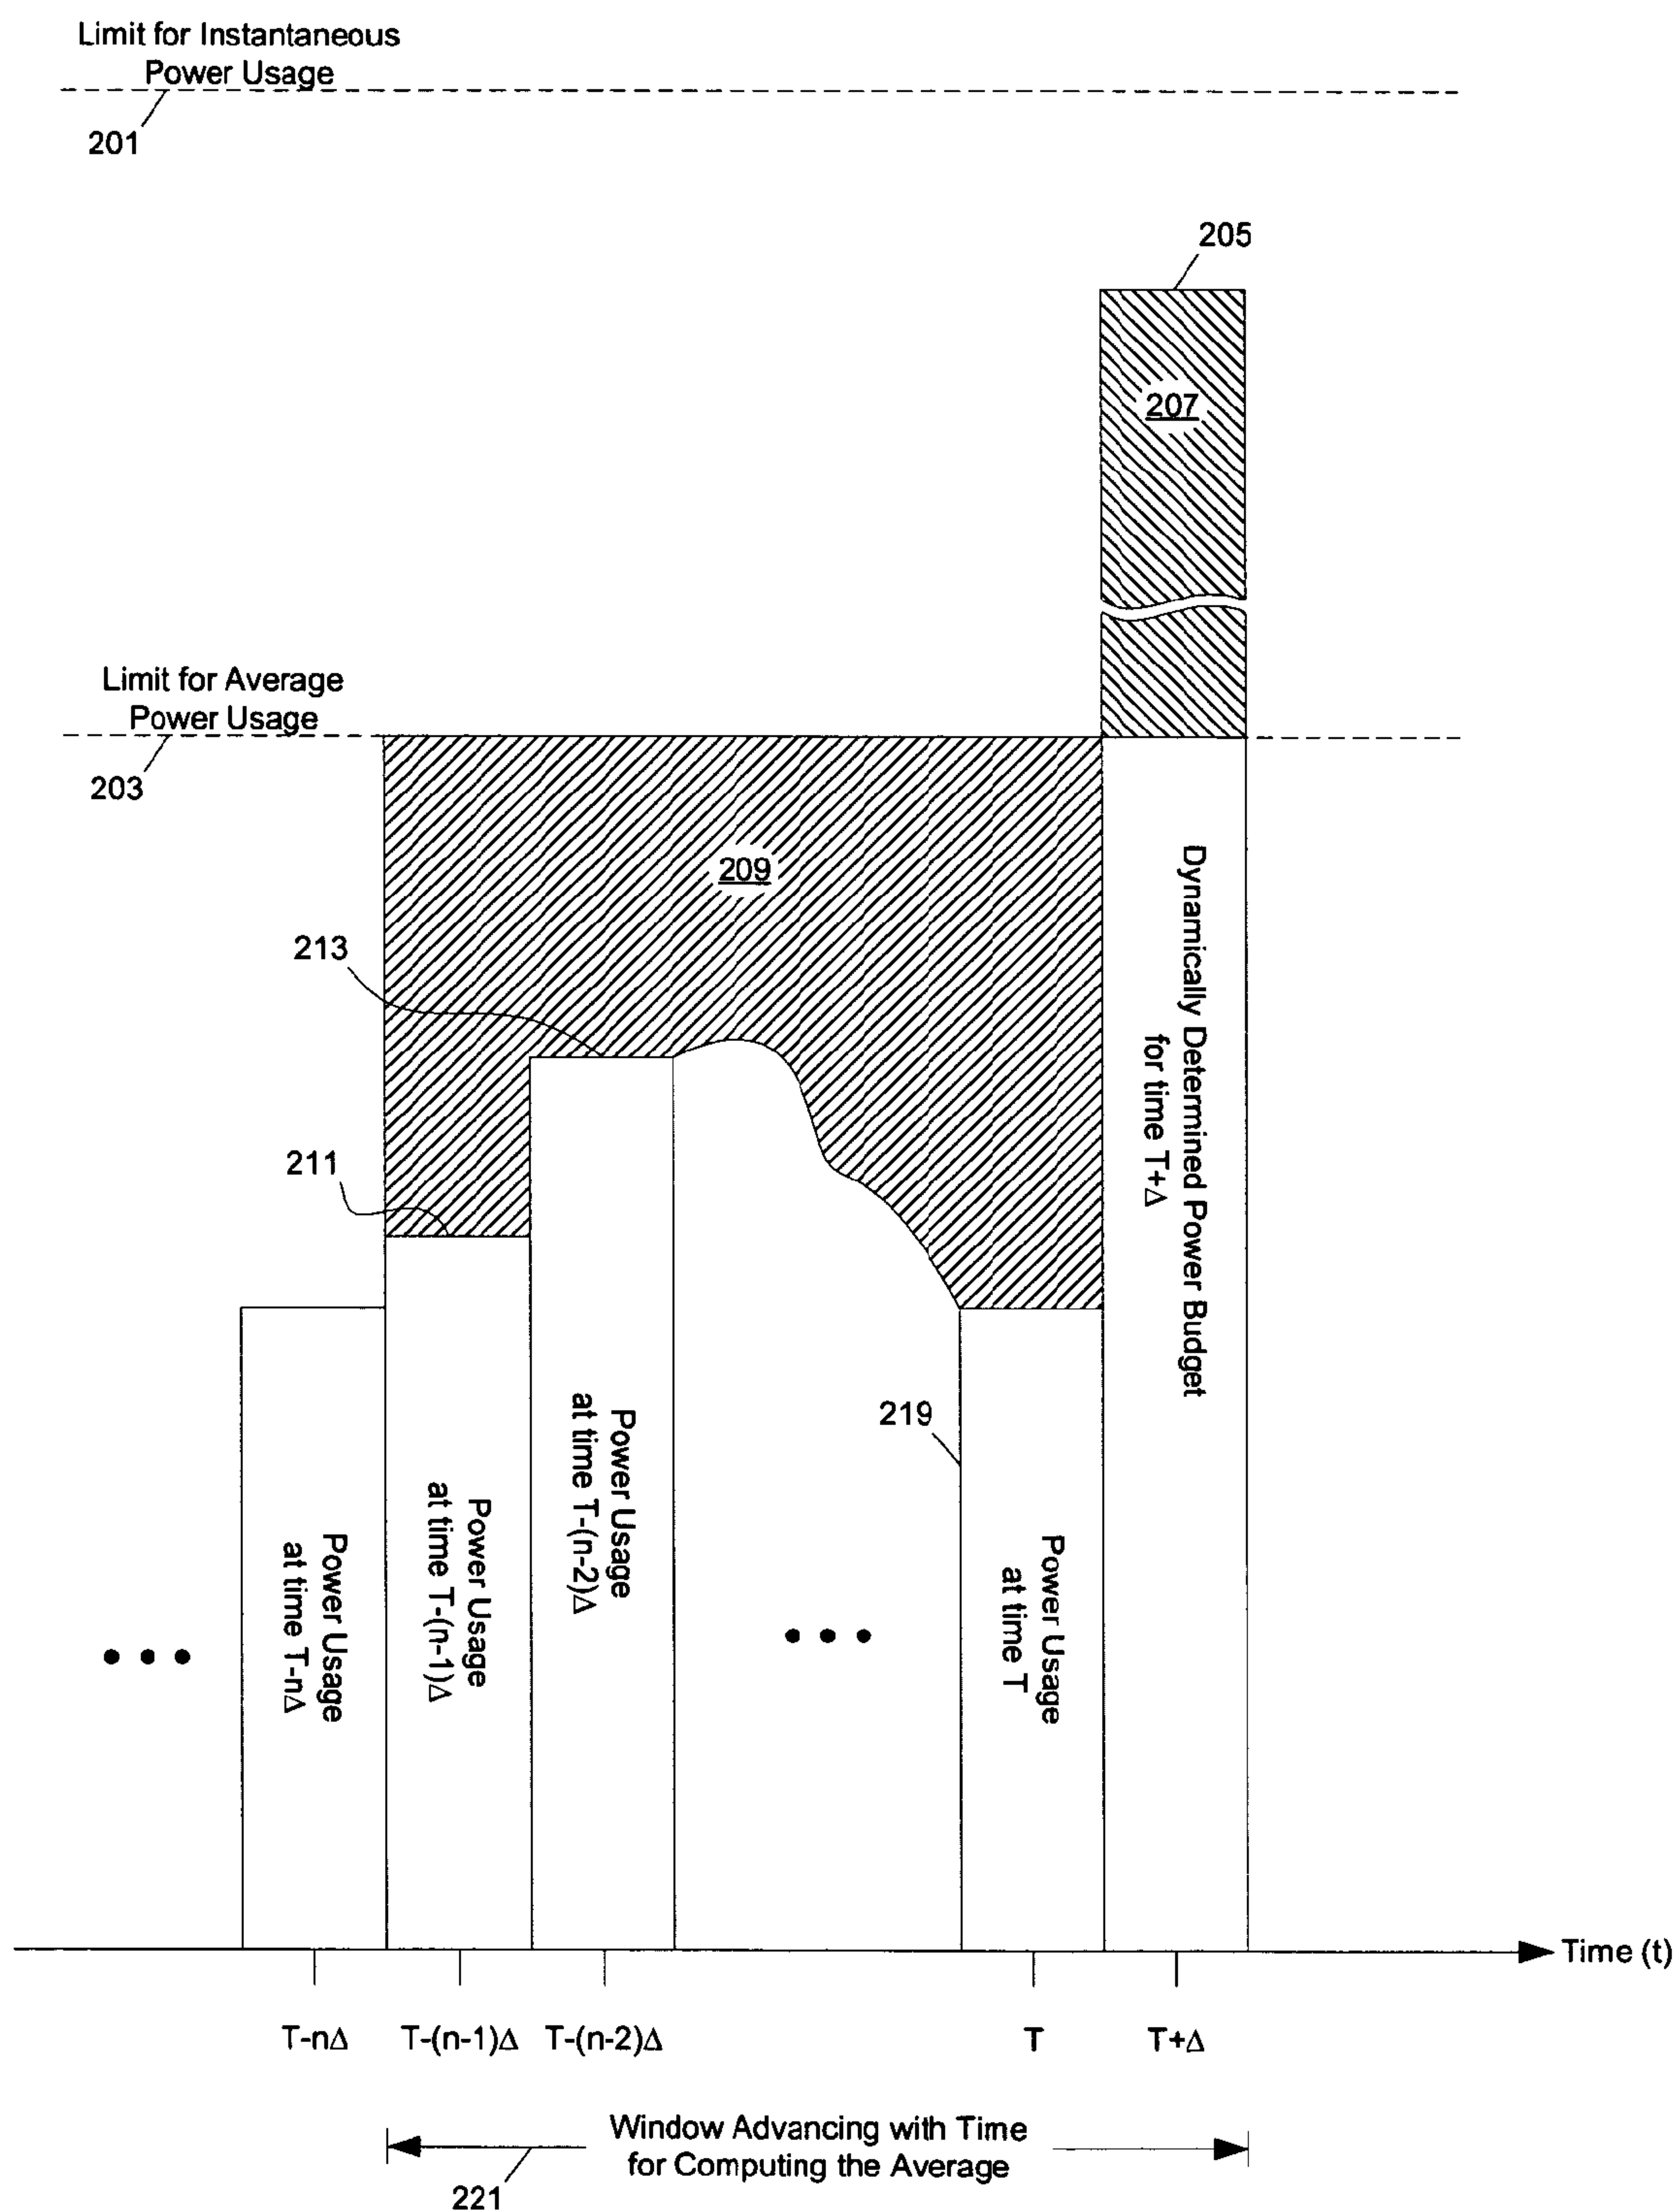 Limit for Instantaneous
Power Usage
201
205
207
Limit for Average
Power Usage
203
209
213
211
219
Dynamically Determined Power Budget
for time T+Δ
Power Usage
at time T-nΔ
Power Usage
at time T-(n-1)Δ
Power Usage
at time T-(n-2)Δ
Power Usage
at time T
Time (t)
T-nΔ
T-(n-1)Δ
T-(n-2)Δ
T
T+Δ
Window Advancing with Time
for Computing the Average
221